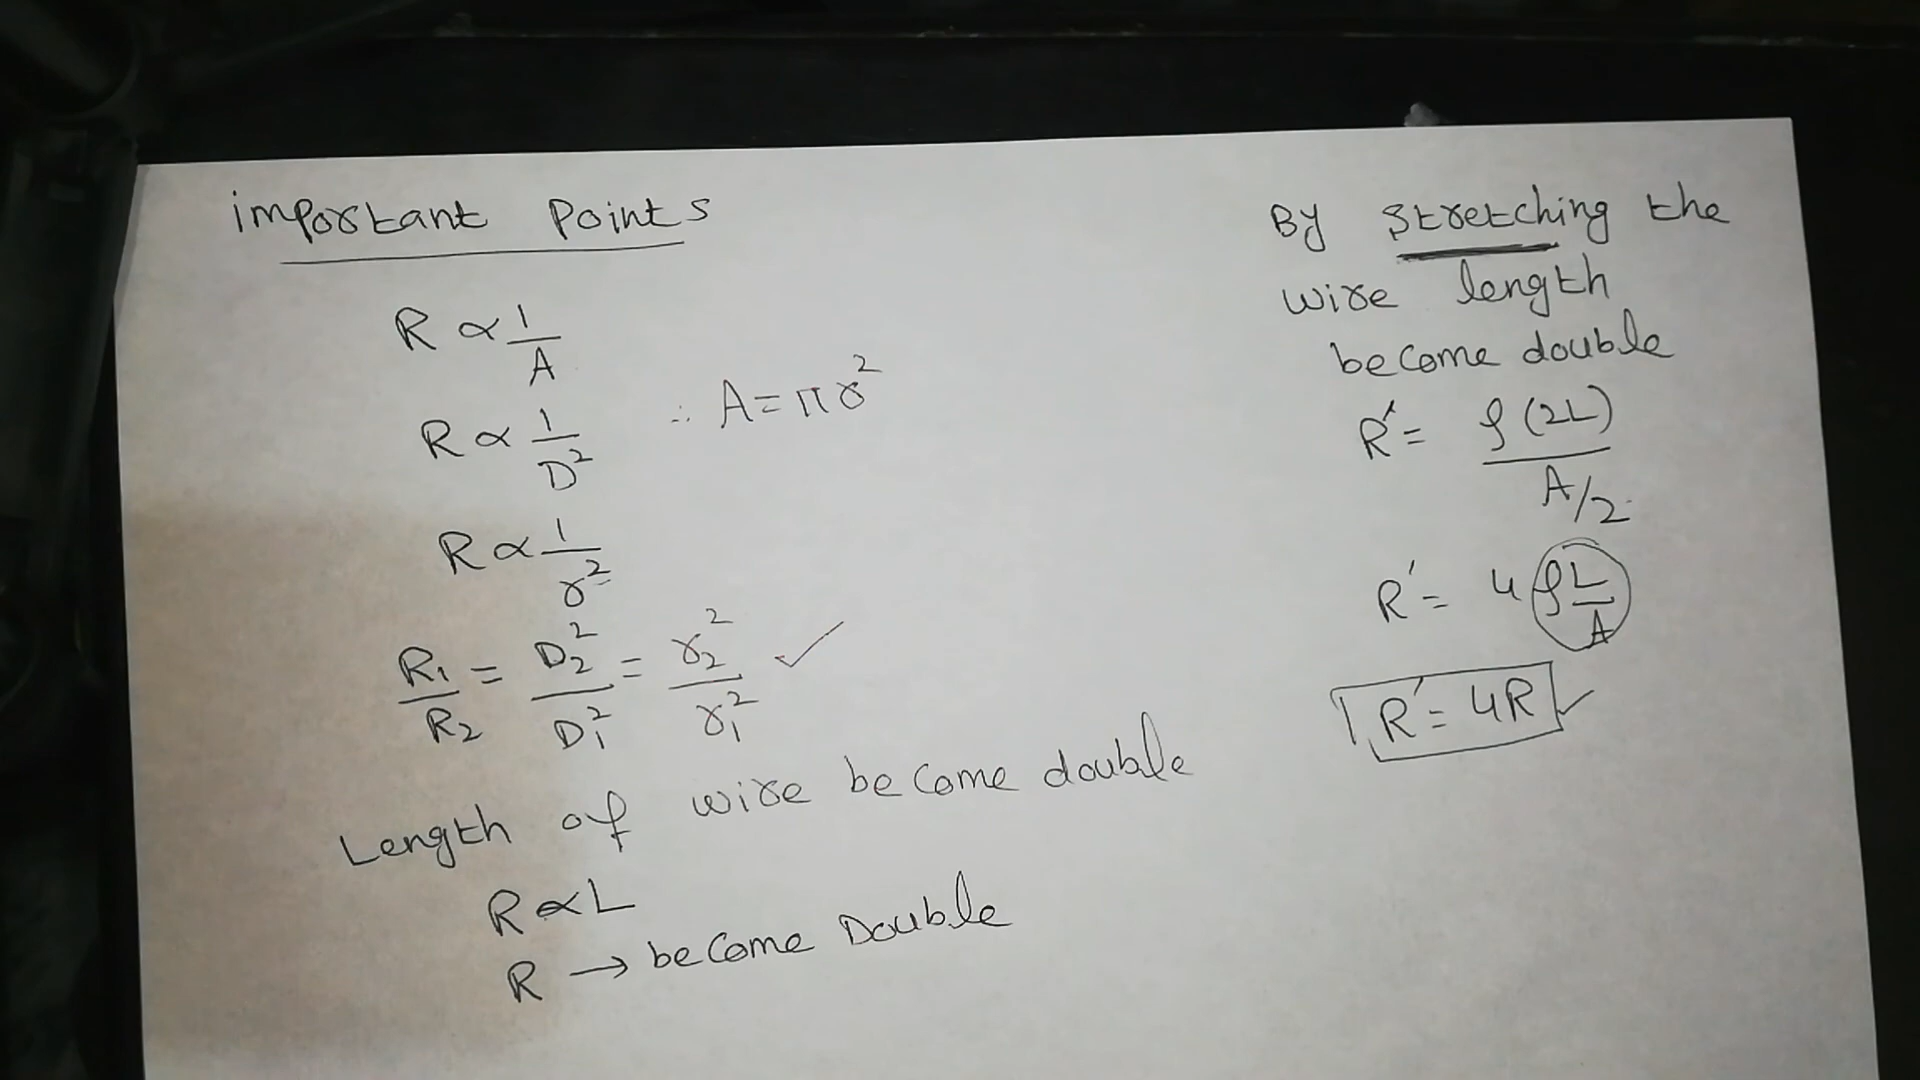 important Points
R ∝ 1/A
R ∝ 1/D²
∴ A = πr²
R ∝ 1/r²
R₁/R₂ = D₂²/D₁² = r₂²/r₁² ✓
Length of wire become double
R ∝ L
R → become Double
By stretching the
wire length
become double
R' = ρ(2L)/A/2
R' = 4 ρL/A
R' = 4R ✓